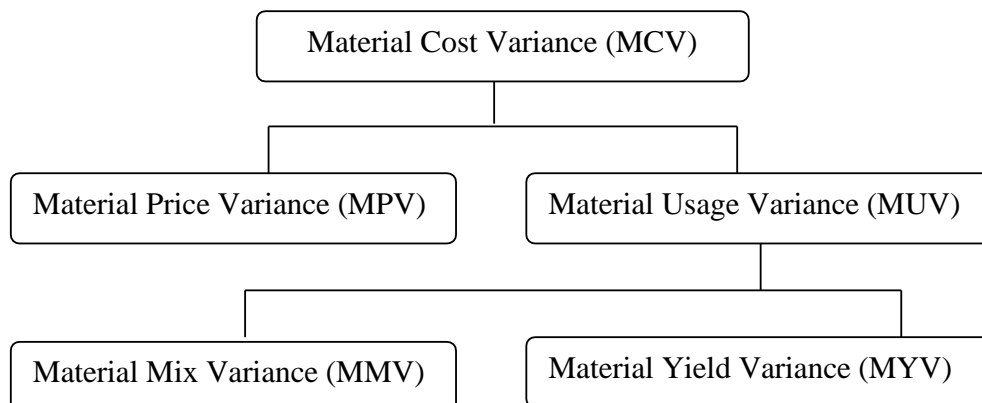 Material Cost Variance (MCV)
Material Price Variance (MPV)
Material Usage Variance (MUV)
Material Mix Variance (MMV)
Material Yield Variance (MYV)